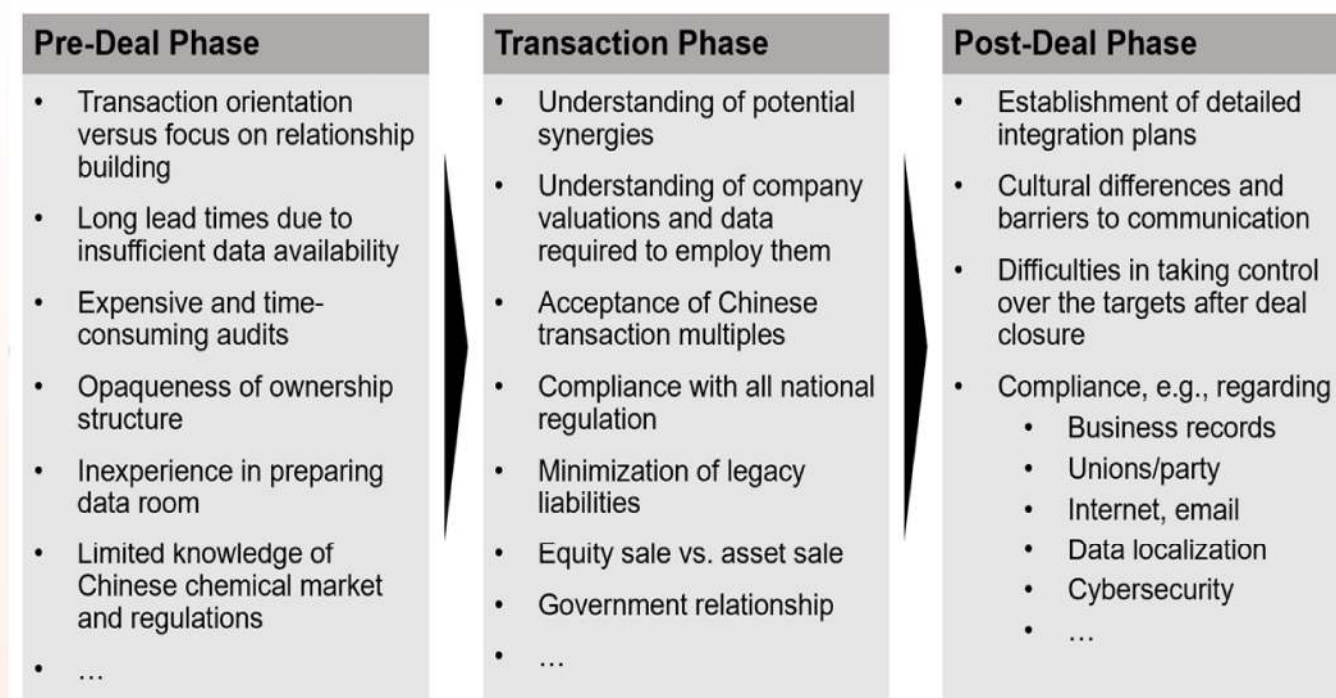 Pre-Deal Phase
• Transaction orientation
versus focus on relationship
building
• Long lead times due to
insufficient data availability
• Expensive and time-
consuming audits
• Opaqueness of ownership
structure
• Inexperience in preparing
data room
• Limited knowledge of
Chinese chemical market
and regulations
• …
Transaction Phase
• Understanding of potential
synergies
• Understanding of company
valuations and data
required to employ them
• Acceptance of Chinese
transaction multiples
• Compliance with all national
regulation
• Minimization of legacy
liabilities
• Equity sale vs. asset sale
• Government relationship
• …
Post-Deal Phase
• Establishment of detailed
integration plans
• Cultural differences and
barriers to communication
• Difficulties in taking control
over the targets after deal
closure
• Compliance, e.g., regarding
• Business records
• Unions/party
• Internet, email
• Data localization
• Cybersecurity
• …